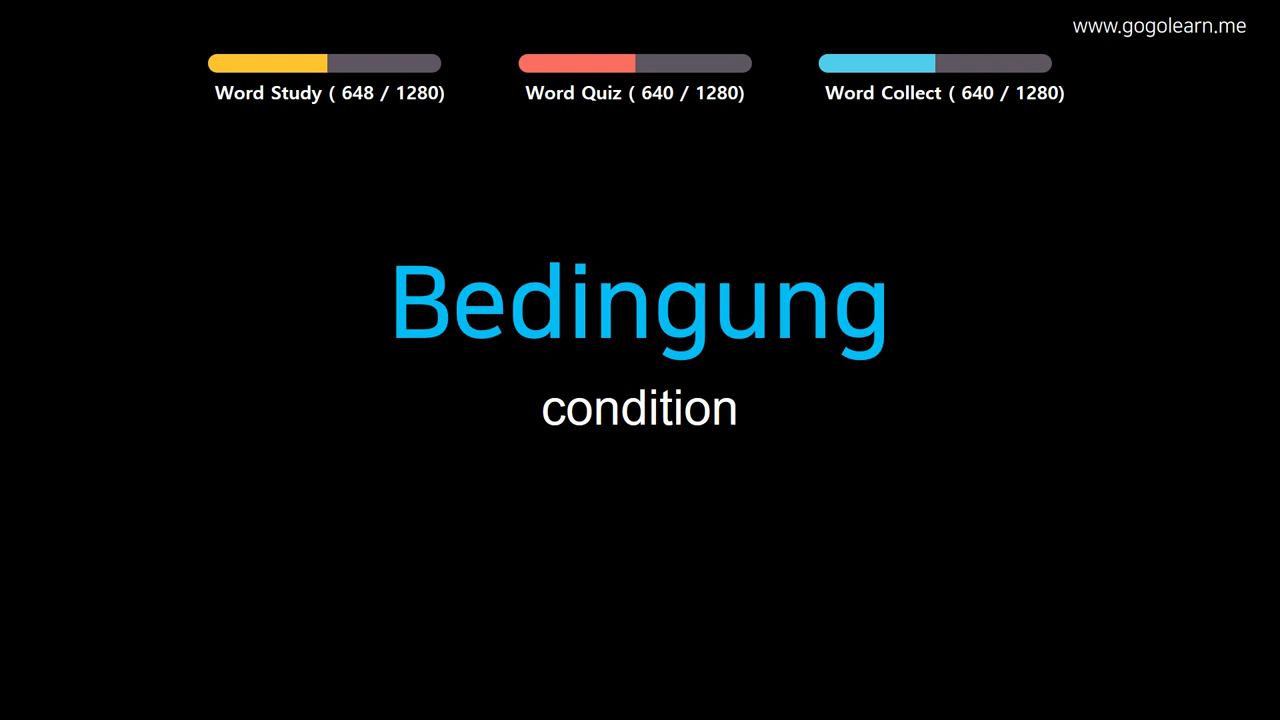 www.gogolearn.me
Word Study ( 648 / 1280)
Word Quiz ( 640 / 1280)
Word Collect ( 640 / 1280)
Bedingung
condition